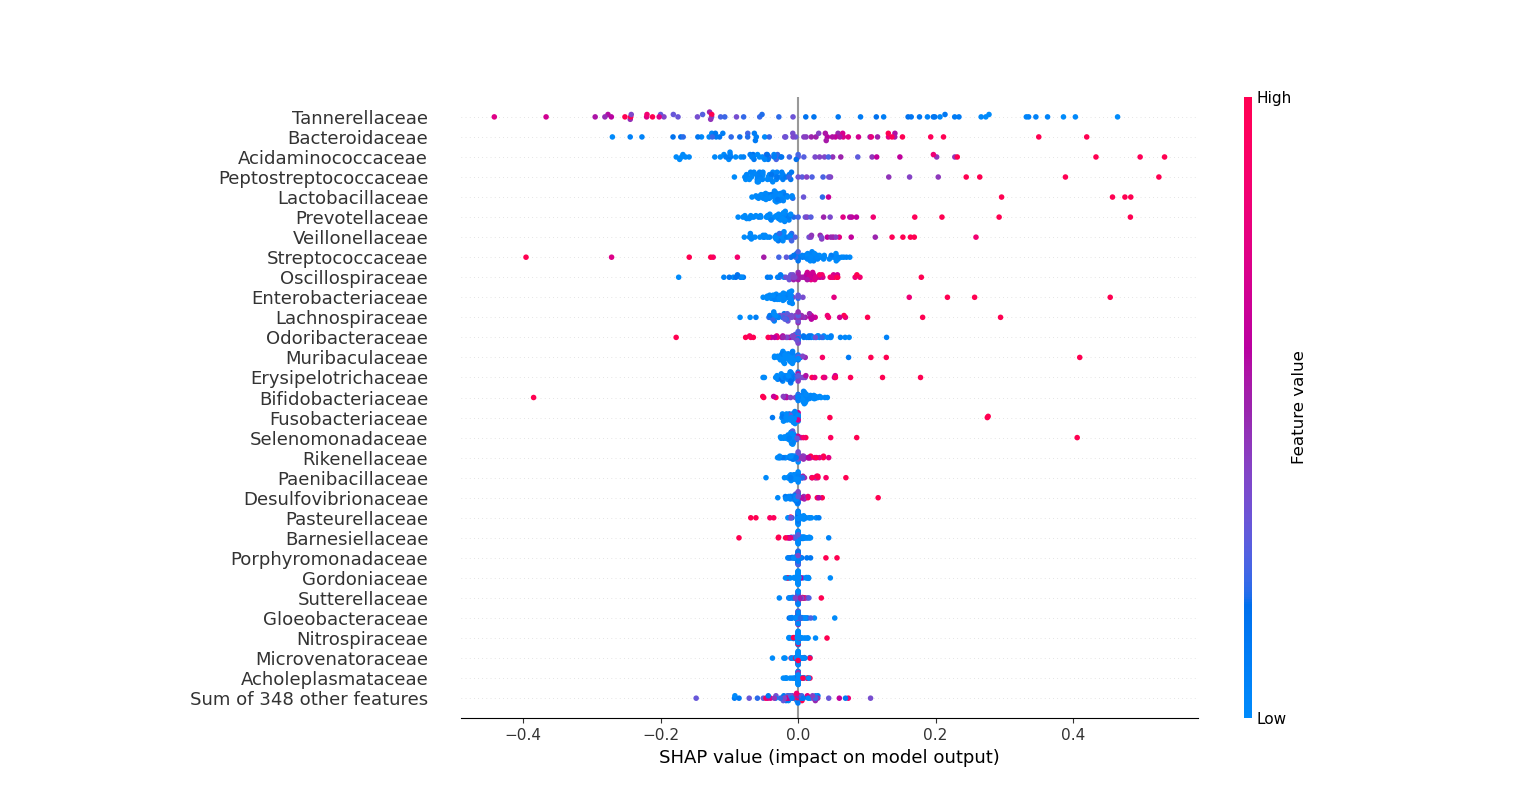 High
Tannerellaceae
Bacteroidaceae
Acidaminococcaceae
Peptostreptococcaceae
Lactobacillaceae
Prevotellaceae
Veillonellaceae
Streptococcaceae
Oscillospiraceae
Enterobacteriaceae
Lachnospiraceae
Odoribacteraceae
Muribaculaceae
Erysipelotrichaceae
Bifidobacteriaceae
Fusobacteriaceae
Selenomonadaceae
Rikenellaceae
Paenibacillaceae
Desulfovibrionaceae
Pasteurellaceae
Barnesiellaceae
Porphyromonadaceae
Gordoniaceae
Sutterellaceae
Gloeobacteraceae
Nitrospiraceae
Microvenatoraceae
Acholeplasmataceae
Sum of 348 other features
Feature value
Low
−0.4 −0.2 0.0 0.2 0.4
SHAP value (impact on model output)